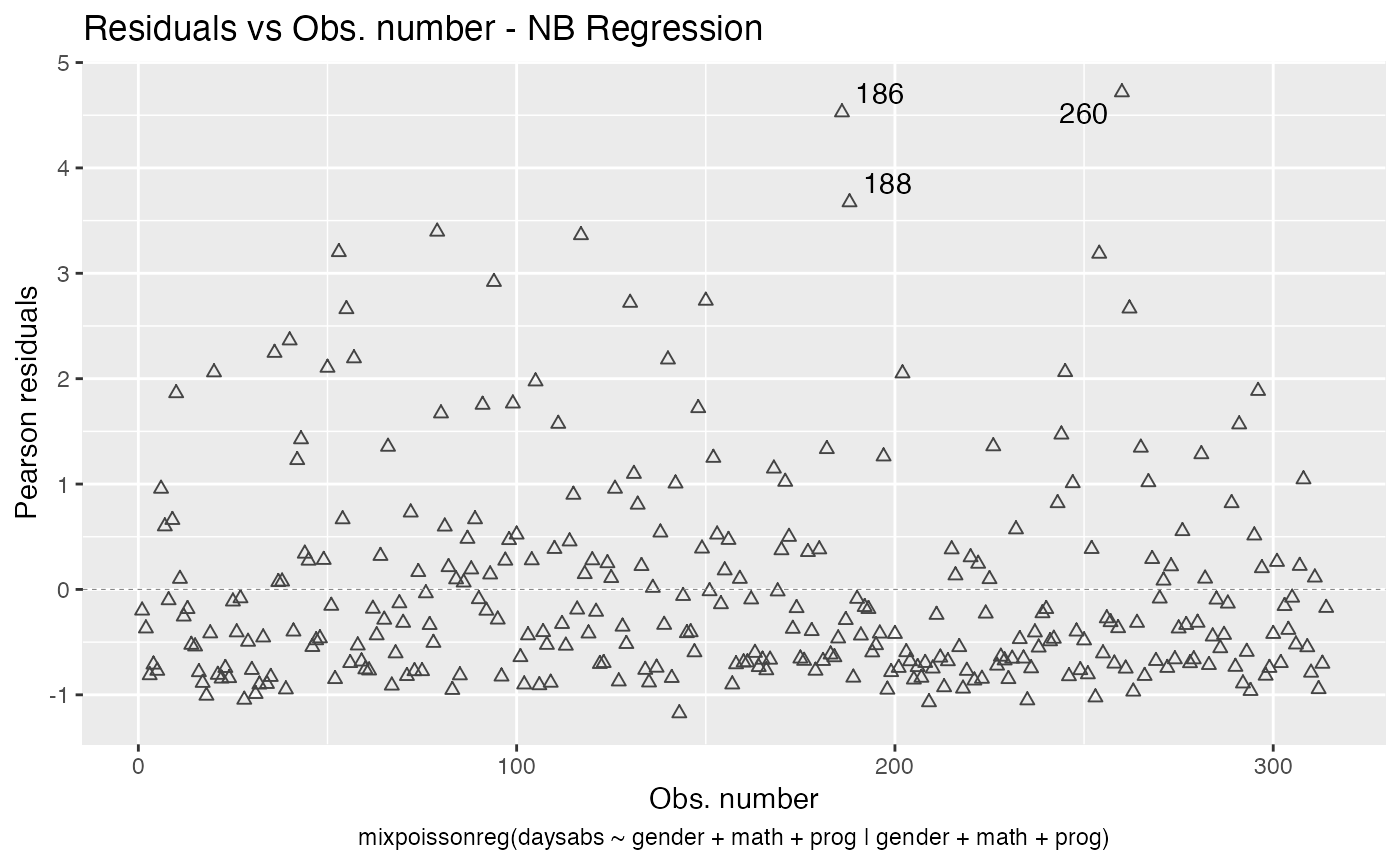 Residuals vs Obs. number - NB Regression
5
186
260
4
188
3
2
1
0
-1
Pearson residuals
0 100 200 300
Obs. number
mixpoissonreg(daysabs ~ gender + math + prog | gender + math + prog)